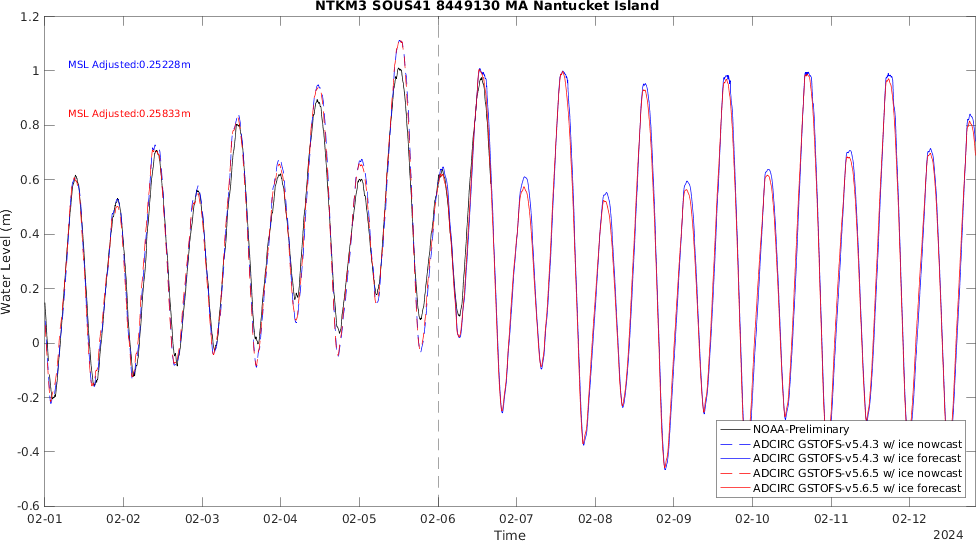 NTKM3 SOUS41 8449130 MA Nantucket Island
1.2
1
0.8
0.6
0.4
0.2
0
-0.2
-0.4
-0.6
Water Level (m)
MSL Adjusted:0.25228m
MSL Adjusted:0.25833m
NOAA-Preliminary
ADCIRC GSTOFS-v5.4.3 w/ ice nowcast
ADCIRC GSTOFS-v5.4.3 w/ ice forecast
ADCIRC GSTOFS-v5.6.5 w/ ice nowcast
ADCIRC GSTOFS-v5.6.5 w/ ice forecast
02-01 02-02 02-03 02-04 02-05 02-06 02-07 02-08 02-09 02-10 02-11 02-12
Time
2024